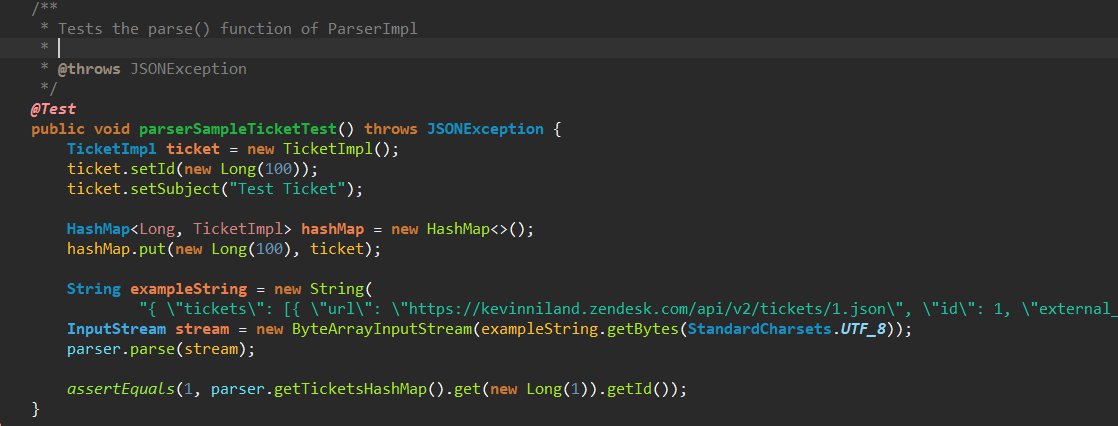 /**
 * Tests the parse() function of ParserImpl
 *
 * @throws JSONException
 */
@Test
public void parserSampleTicketTest() throws JSONException {
    TicketImpl ticket = new TicketImpl();
    ticket.setId(new Long(100));
    ticket.setSubject("Test Ticket");

    HashMap<Long, TicketImpl> hashMap = new HashMap<>();
    hashMap.put(new Long(100), ticket);

    String exampleString = new String(
            "{ \"tickets\": [{ \"url\": \"https://kevinniland.zendesk.com/api/v2/tickets/1.json\", \"id\": 1, \"external_
    InputStream stream = new ByteArrayInputStream(exampleString.getBytes(StandardCharsets.UTF_8));
    parser.parse(stream);

    assertEquals(1, parser.getTicketsHashMap().get(new Long(1)).getId());
}